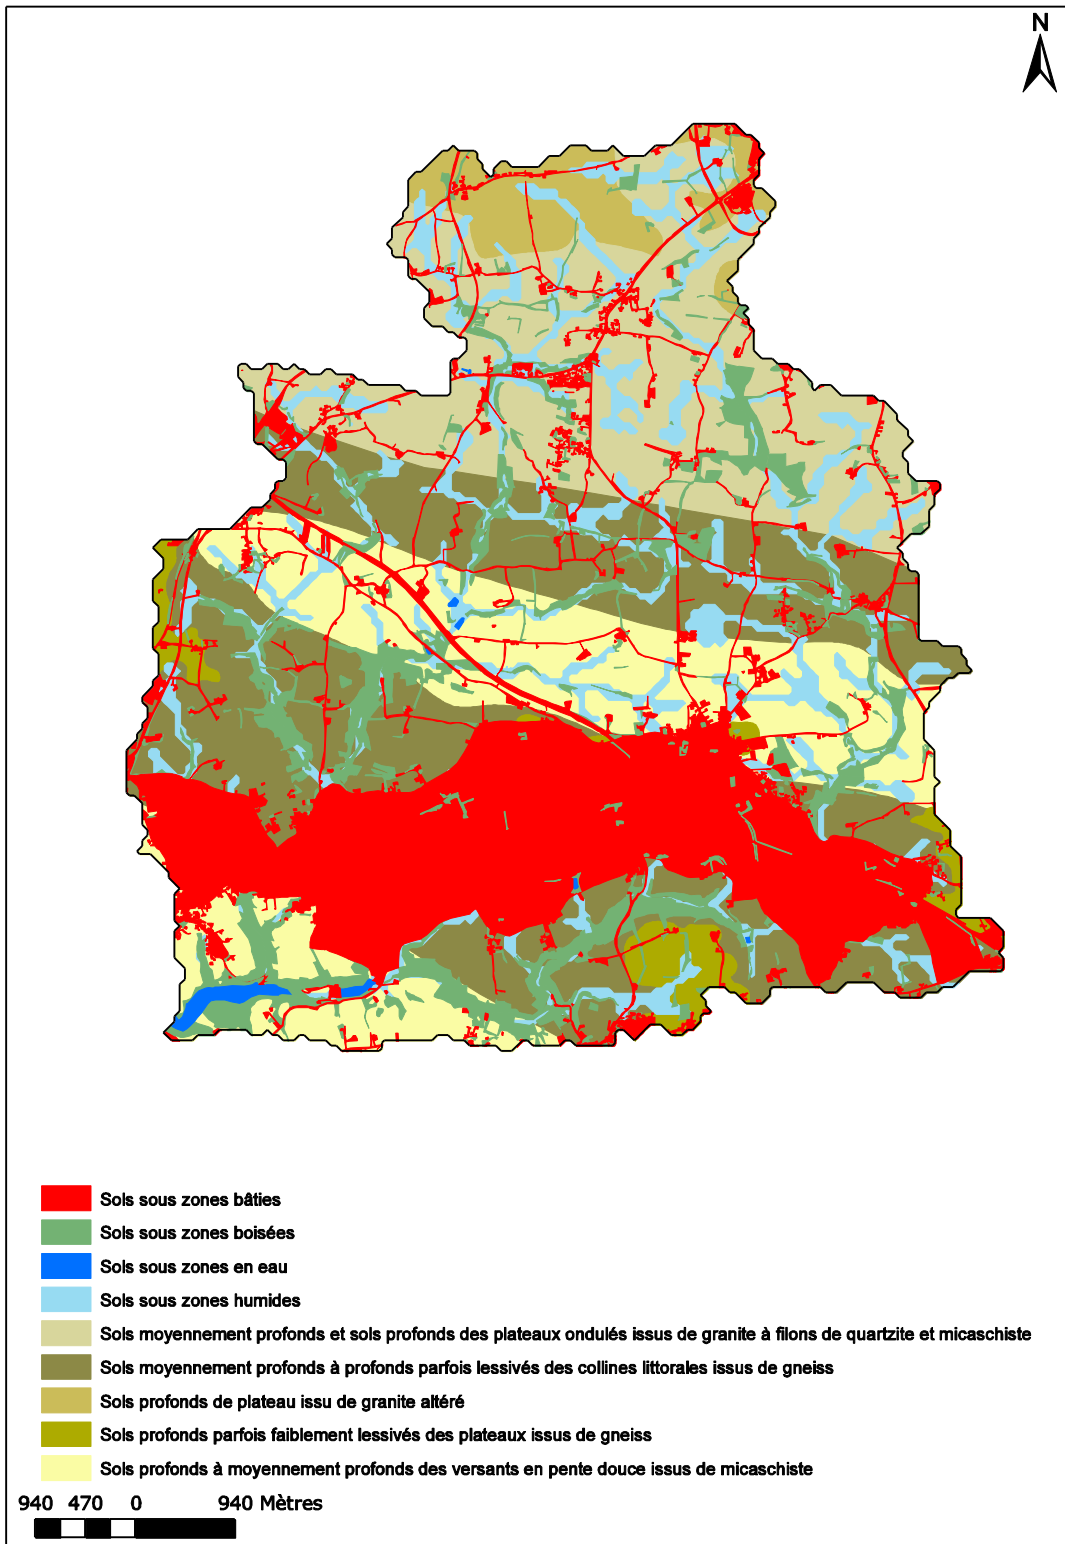 N
Sols sous zones bâties
Sols sous zones boisées
Sols sous zones en eau
Sols sous zones humides
Sols moyennement profonds et sols profonds des plateaux ondulés issus de granite à filons de quartzite et micaschiste
Sols moyennement profonds à profonds parfois lessivés des collines littorales issus de gneiss
Sols profonds de plateau issu de granite altéré
Sols profonds parfois faiblement lessivés des plateaux issus de gneiss
Sols profonds à moyennement profonds des versants en pente douce issus de micaschiste
940 470 0 940 Mètres